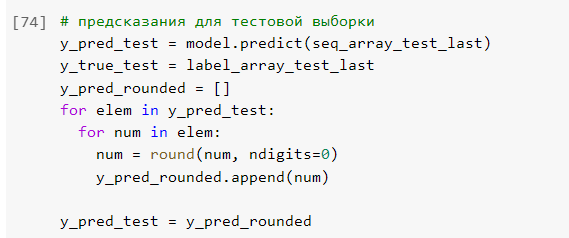 [74] # предсказания для тестовой выборки
y_pred_test = model.predict(seq_array_test_last)
y_true_test = label_array_test_last
y_pred_rounded = []
for elem in y_pred_test:
  for num in elem:
    num = round(num, ndigits=0)
    y_pred_rounded.append(num)

y_pred_test = y_pred_rounded